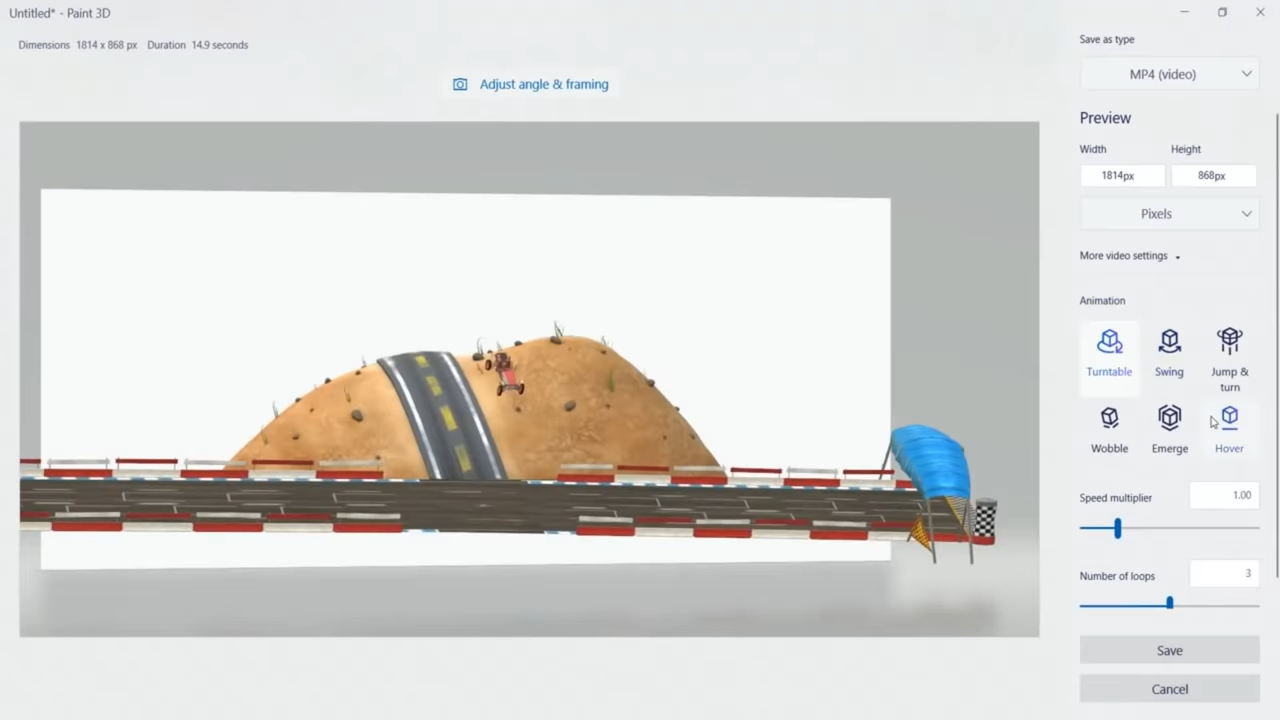 Untitled* - Paint 3D
Dimensions 1814 x 868 px Duration 14.9 seconds
Adjust angle & framing
Save as type
MP4 (video)
Preview
Width Height
1814px 868px
Pixels
More video settings
Animation
Turntable Swing Jump & turn
Wobble Emerge Hover
Speed multiplier 1.00
Number of loops 3
Save
Cancel